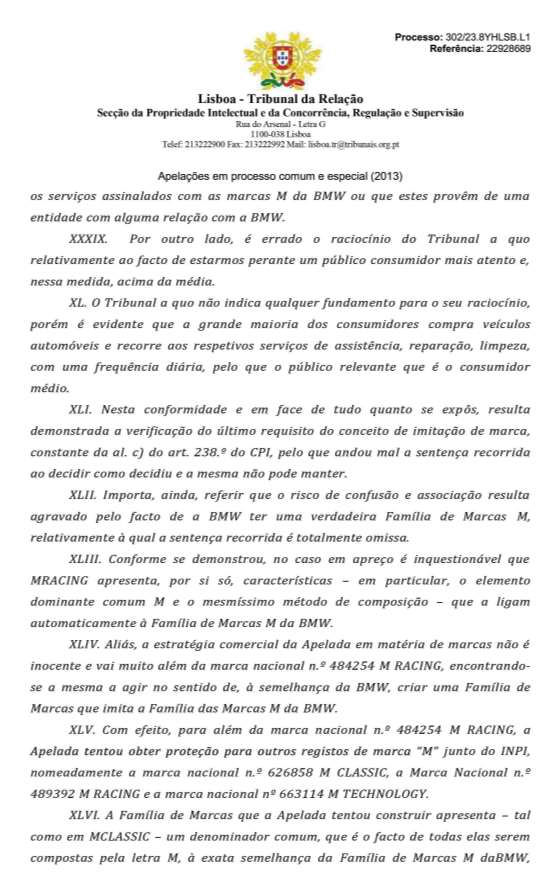 Processo: 302/23.8YHLSB.L1
Referência: 22928689
Lisboa - Tribunal da Relação
Secção da Propriedade Intelectual e da Concorrência, Regulação e Supervisão
Rua do Arsenal - Letra G
1100-038 Lisboa
Telef: 213222900 Fax: 213222992 Mail: lisboa.tr@tribunais.org.pt
Apelações em processo comum e especial (2013)
os serviços assinalados com as marcas M da BMW ou que estes provêm de uma
entidade com alguma relação com a BMW.
XXXIX. Por outro lado, é errado o raciocínio do Tribunal a quo
relativamente ao facto de estarmos perante um público consumidor mais atento e,
nessa medida, acima da média.
XL. O Tribunal a quo não indica qualquer fundamento para o seu raciocínio,
porém é evidente que a grande maioria dos consumidores compra veículos
automóveis e recorre aos respetivos serviços de assistência, reparação, limpeza,
com uma frequência diária, pelo que o público relevante que é o consumidor
médio.
XLI. Nesta conformidade e em face de tudo quanto se expôs, resulta
demonstrada a verificação do último requisito do conceito de imitação de marca,
constante da al. c) do art. 238.º do CPI, pelo que andou mal a sentença recorrida
ao decidir como decidiu e a mesma não pode manter.
XLII. Importa, ainda, referir que o risco de confusão e associação resulta
agravado pelo facto de a BMW ter uma verdadeira Família de Marcas M,
relativamente à qual a sentença recorrida é totalmente omissa.
XLIII. Conforme se demonstrou, no caso em apreço é inquestionável que
MRACING apresenta, por si só, características – em particular, o elemento
dominante comum M e o mesmíssimo método de composição – que a ligam
automaticamente à Família de Marcas M da BMW.
XLIV. Aliás, a estratégia comercial da Apelada em matéria de marcas não é
inocente e vai muito além da marca nacional n.º 484254 M RACING, encontrando-
se a mesma a agir no sentido de, à semelhança da BMW, criar uma Família de
Marcas que imita a Família das Marcas M da BMW.
XLV. Com efeito, para além da marca nacional n.º 484254 M RACING, a
Apelada tentou obter proteção para outros registos de marca "M" junto do INPI,
nomeadamente a marca nacional n.º 626858 M CLASSIC, a Marca Nacional n.º
489392 M RACING e a marca nacional nº 663114 M TECHNOLOGY.
XLVI. A Família de Marcas que a Apelada tentou construir apresenta – tal
como em MCLASSIC – um denominador comum, que é o facto de todas elas serem
compostas pela letra M, à exata semelhança da Família de Marcas M daBMW,